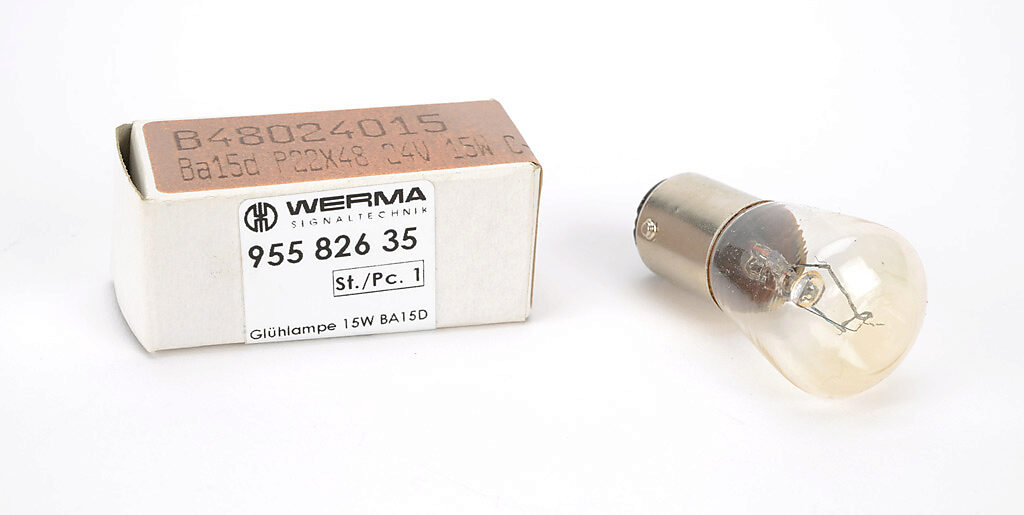 B48024015
Ba15d P22X48 24V 15W C-
WERMA
SIGNALTECHNIK
955 826 35
St./Pc. 1
Glühlampe 15W BA15D